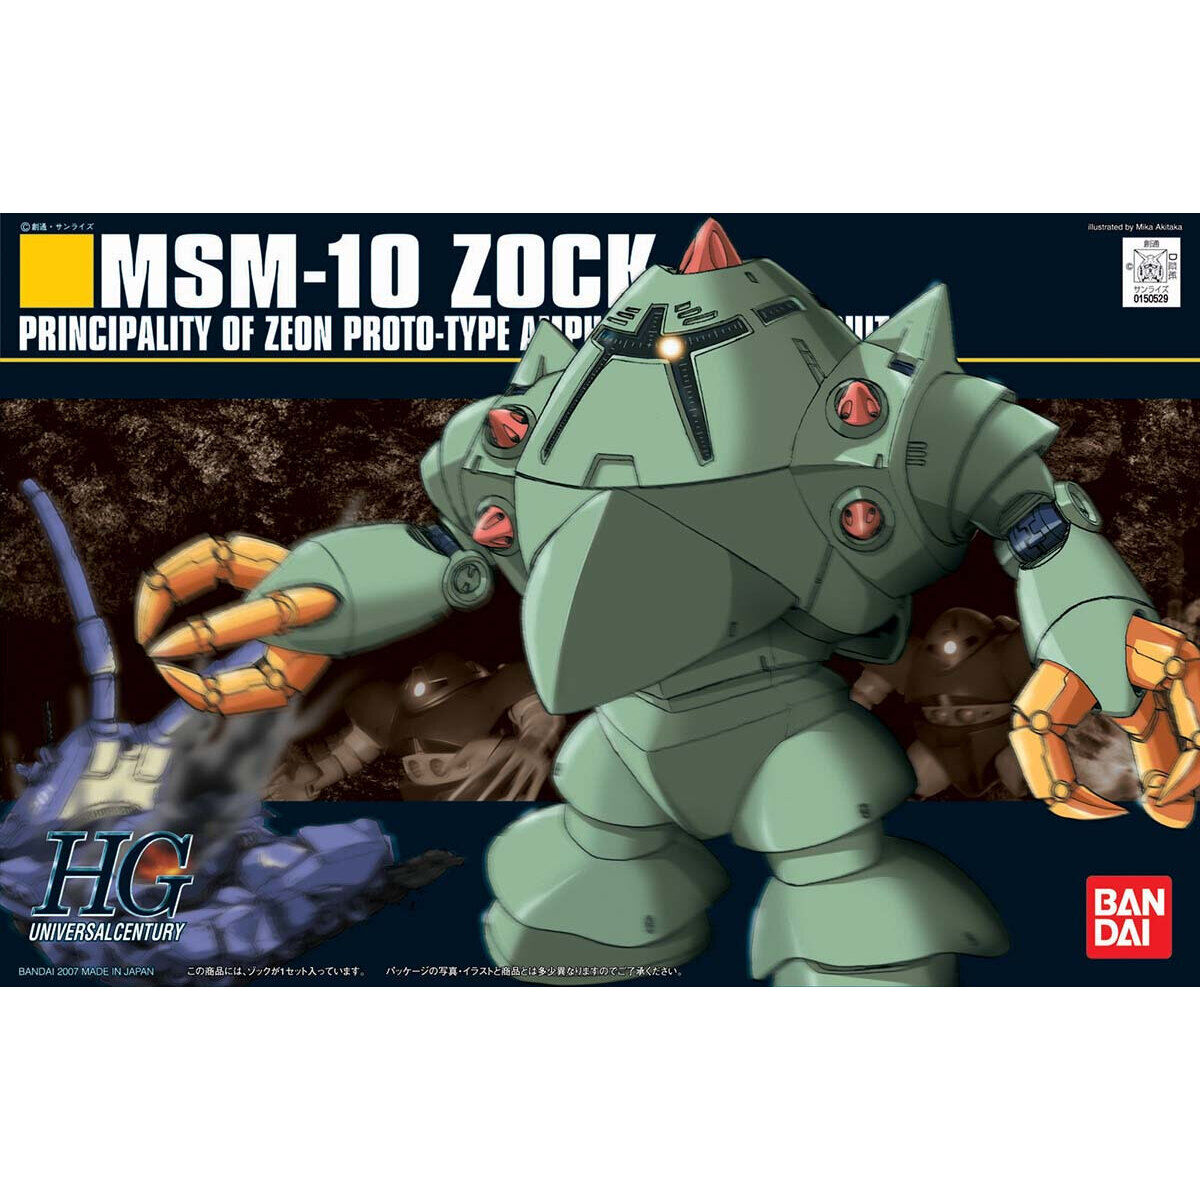 ©創通・サンライズ
MSM-10 ZOCK
PRINCIPALITY OF ZEON PROTO-TYPE
illustrated by Mika Akitaka
創通
©
サンライズ
0150529
HG
UNIVERSAL CENTURY
BANDAI 2007 MADE IN JAPAN
この商品には、ゾックが1セット入っています。
パッケージの写真・イラストと商品とは多少異なりますのでご了承ください。
BAN
DAI